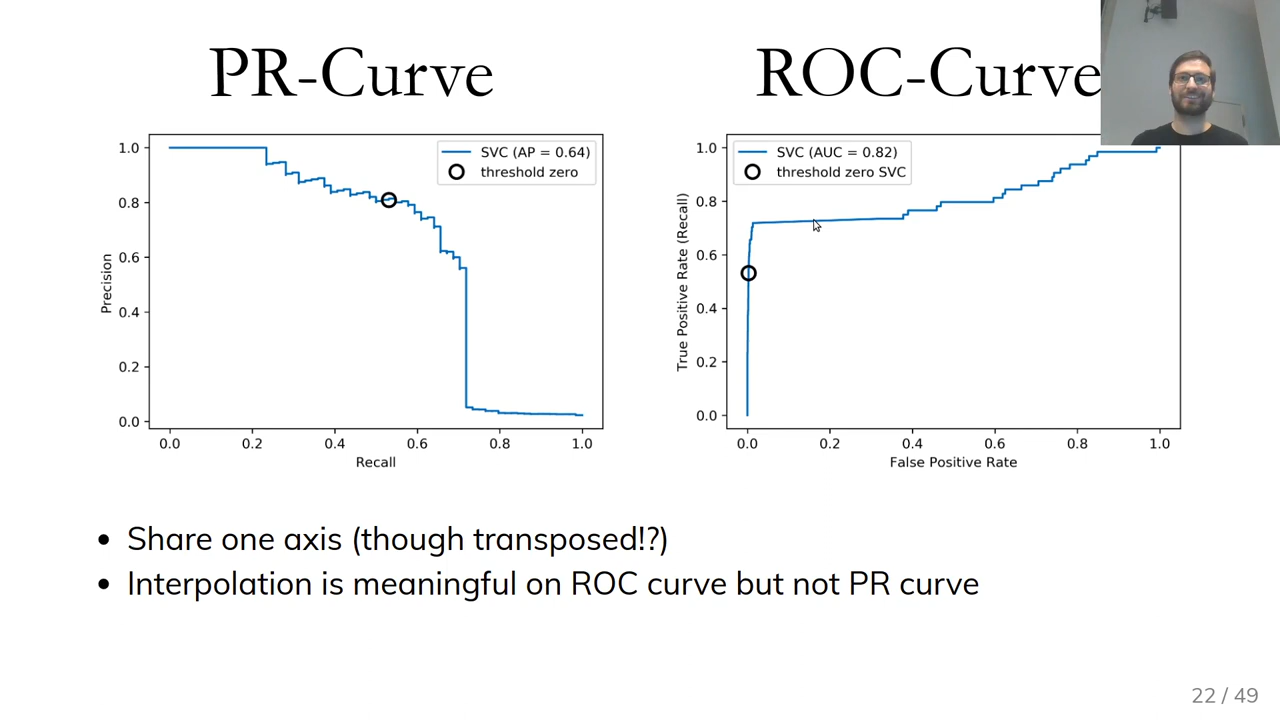 PR-Curve
ROC-Curve
1.0
0.8
0.6
0.4
0.2
0.0
Precision
SVC (AP = 0.64)
threshold zero
0.0 0.2 0.4 0.6 0.8 1.0
Recall
1.0
0.8
0.6
0.4
0.2
0.0
True Positive Rate (Recall)
SVC (AUC = 0.82)
threshold zero SVC
0.0 0.2 0.4 0.6 0.8 1.0
False Positive Rate
• Share one axis (though transposed!?)
• Interpolation is meaningful on ROC curve but not PR curve
22 / 49